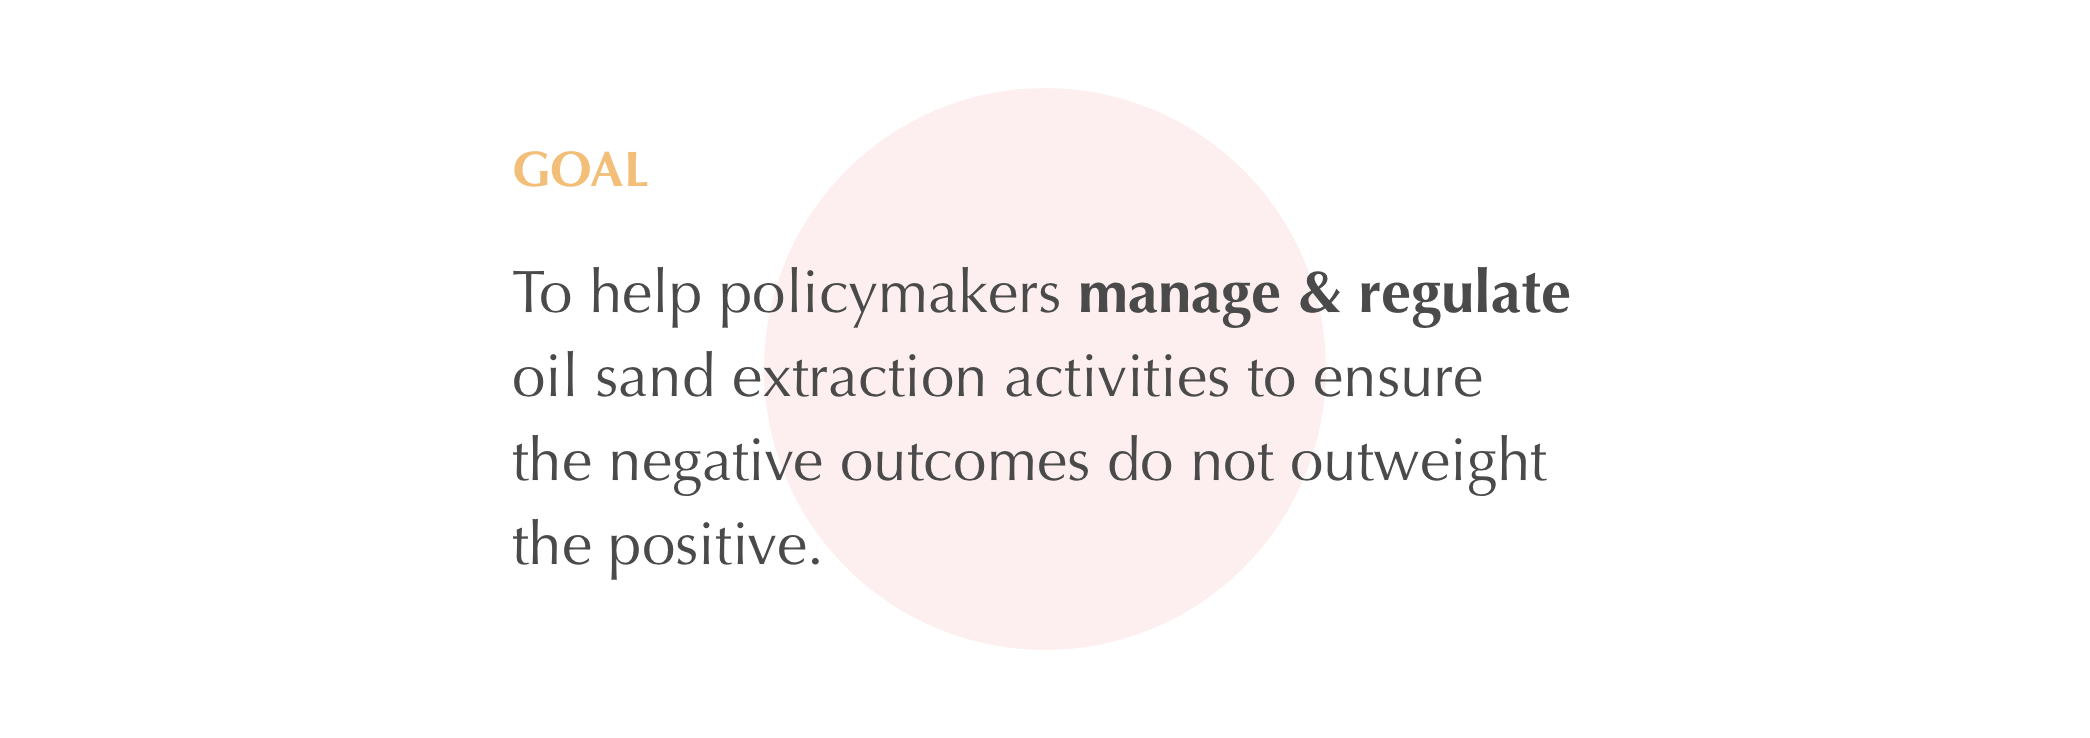 GOAL
To help policymakers manage & regulate
oil sand extraction activities to ensure
the negative outcomes do not outweight
the positive.